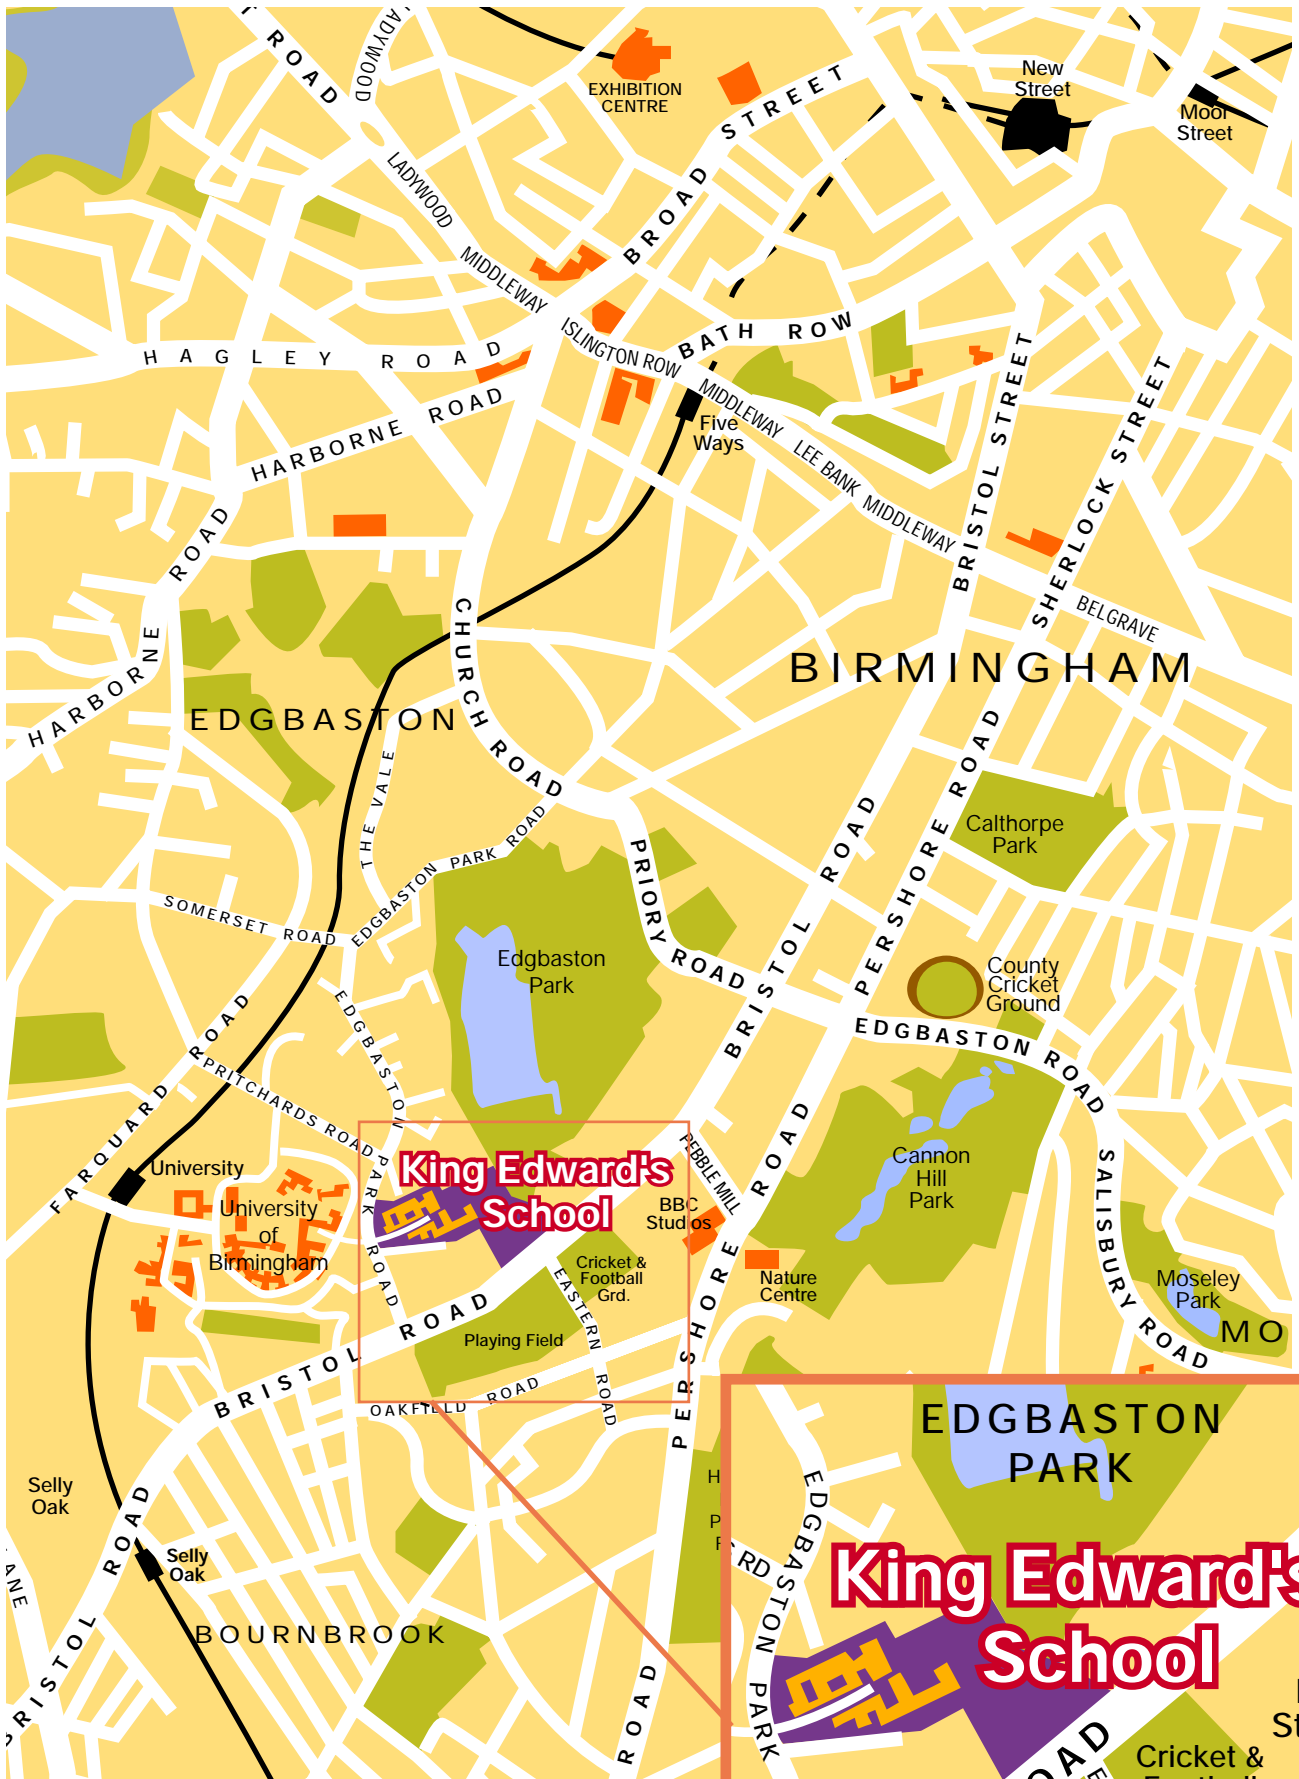 ROAD
LADYWOOD
EXHIBITION
CENTRE
BROAD STREET
New
Street
Moor
Street
LADYWOOD
MIDDLEWAY
ISLINGTON ROW
BATH ROW
HAGLEY ROAD
HARBORNE ROAD
Five
Ways
MIDDLEWAY
LEE BANK MIDDLEWAY
BRISTOL STREET
SHERLOCK STREET
BELGRAVE
HARBORNE ROAD
CHURCH ROAD
BIRMINGHAM
EDGBASTON
THE VALE
EDGBASTON PARK ROAD
SOMERSET ROAD
PRIORY ROAD
BRISTOL ROAD
PERSHORE ROAD
Calthorpe
Park
Edgbaston
Park
County
Cricket
Ground
EDGBASTON ROAD
FARQUARD ROAD
PRITCHARDS ROAD
EDGBASTON
PARK
ROAD
University
University
of
Birmingham
King Edward's
School
PEBBLE MILL
BBC
Studios
Cannon
Hill
Park
SALISBURY ROAD
Nature
Centre
Cricket &
Football
Grd.
EASTERN ROAD
Playing Field
Moseley
Park
MO
BRISTOL ROAD
OAKFIELD ROAD
PERSHORE ROAD
Selly
Oak
Selly
Oak
BRISTOL ROAD
ANE
BOURNBROOK
ROAD
H
P
F
EDGBASTON
PARK
EDGBASTON PARK
RD
King Edward's
School
OAD
St
Cricket &